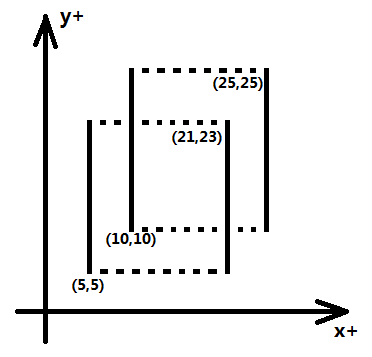 y+
(25,25)
(21,23)
(10,10)
(5,5)
x+